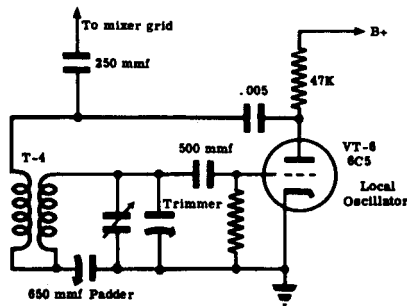 To mixer grid
B+
250 mmf
.005
47K
T-4
500 mmf
VT-6
6C5
Local
Oscillator
Trimmer
650 mmf Padder